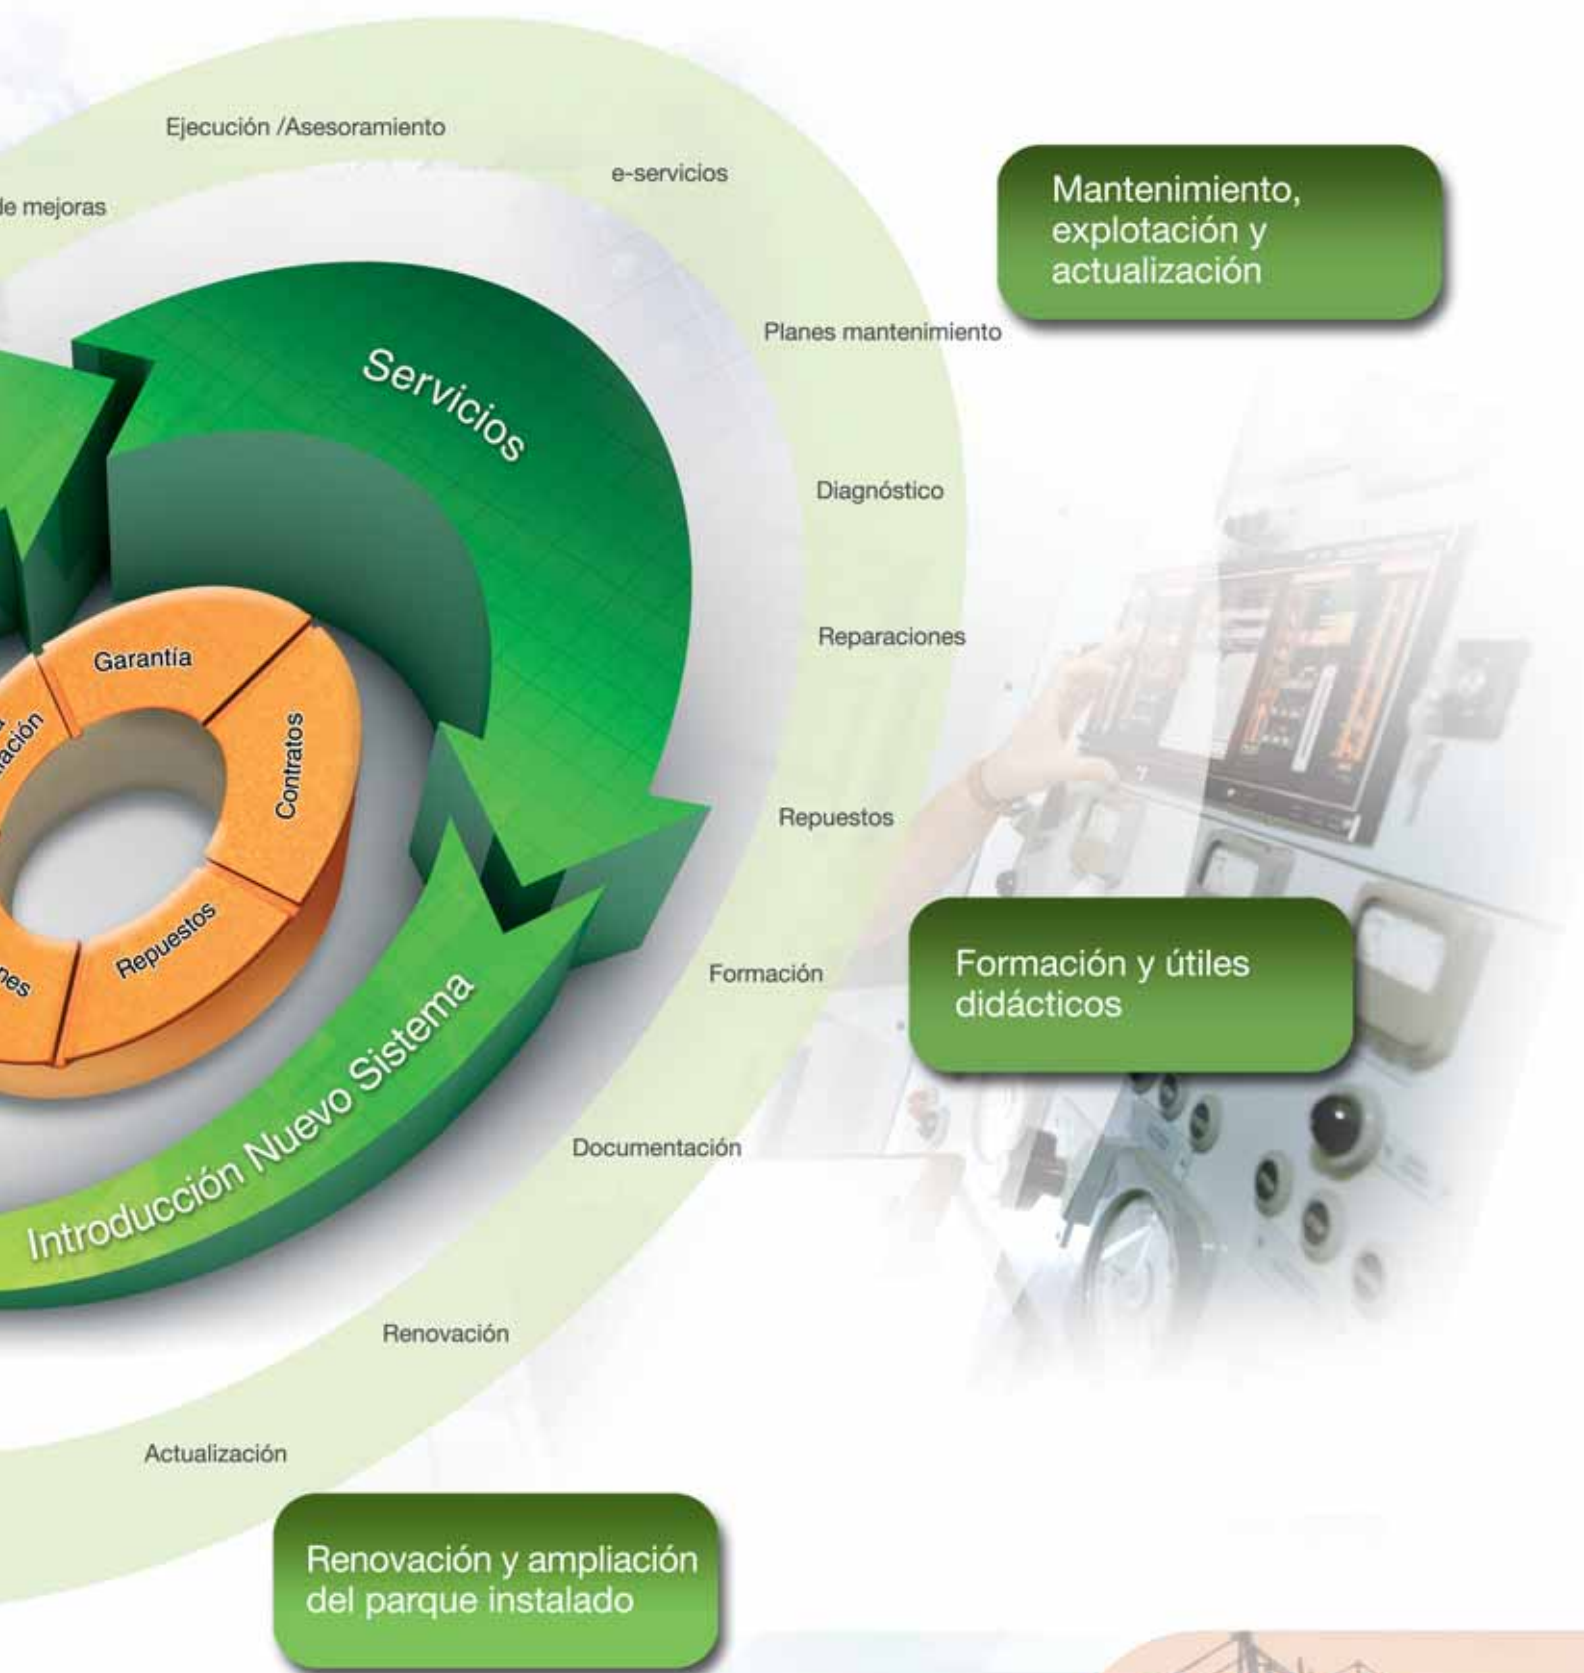 Ejecución /Asesoramiento
e-servicios
de mejoras
Mantenimiento,
explotación y
actualización
Planes mantenimiento
Servicios
Diagnóstico
Reparaciones
Garantía
Contratos
Repuestos
Repuestos
Formación
Formación y útiles
didácticos
Introducción Nuevo Sistema
Documentación
Renovación
Actualización
Renovación y ampliación
del parque instalado